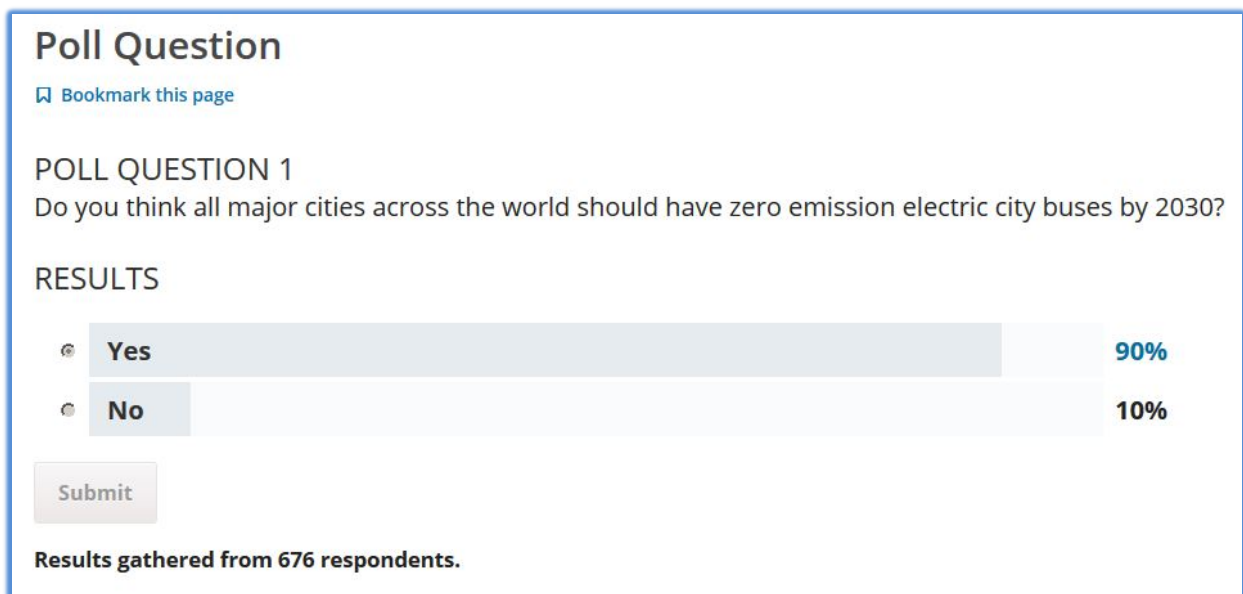 Poll Question
Bookmark this page
POLL QUESTION 1
Do you think all major cities across the world should have zero emission electric city buses by 2030?
RESULTS
Yes 90%
No 10%
Submit
Results gathered from 676 respondents.